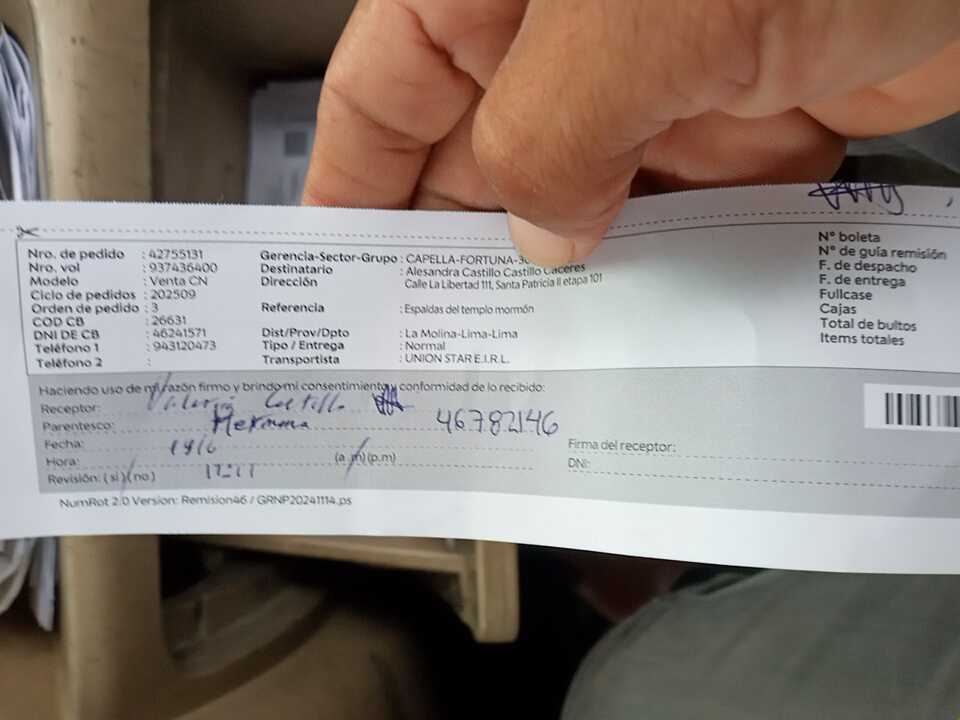 Nro. de pedido : 42755131
Nro. vol : 937436400
Modelo : Venta CN
Ciclo de pedidos : 202509
Orden de pedido : 3
COD CB : 26631
DNI DE CB : 46241571
Teléfono 1 : 943120473
Teléfono 2 :
Gerencia-Sector-Grupo : CAPELLA-FORTUNA-30
Destinatario : Alesandra Castillo Castillo Caceres
Dirección Calle La Libertad 111, Santa Patricia II etapa 101
Referencia : Espaldas del templo mormón
Dist/Prov/Dpto : La Molina-Lima-Lima
Tipo / Entrega : Normal
Transportista : UNION STAR E.I.R.L.
N° boleta
N° de guía remisión
F. de despacho
F. de entrega
Fullcase
Cajas
Total de bultos
Items totales
Haciendo uso de mi razón firmo y brindo mi consentimiento y conformidad de lo recibido:
Receptor: Valeria Castillo
Parentesco: Hermana 46782146
Fecha: 19/6
Hora: (a.m)(p.m)
Revisión: (si)(no)
Firma del receptor:
DNI:
NumRot 2.0 Version: Remision46 / GRNP20241114.ps